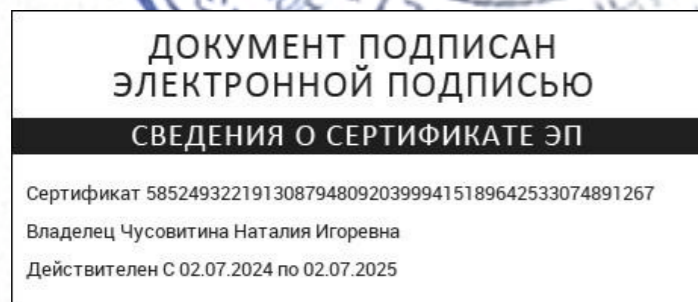 ДОКУМЕНТ ПОДПИСАН
ЭЛЕКТРОННОЙ ПОДПИСЬЮ
СВЕДЕНИЯ О СЕРТИФИКАТЕ ЭП
Сертификат 585249322191308794809203999415189642533074891267
Владелец Чусовитина Наталия Игоревна
Действителен С 02.07.2024 по 02.07.2025